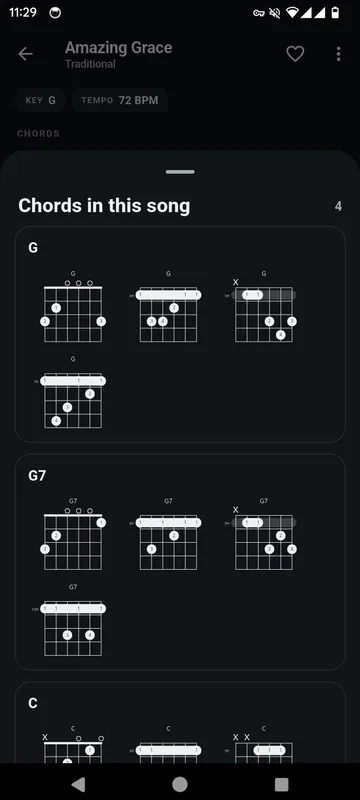 11:29
Amazing Grace
Traditional
KEY G
TEMPO 72 BPM
CHORDS
Chords in this song
4
G
G G G
X
G
G7
G7 G7 G7
X
G7
C
C C C
X X X